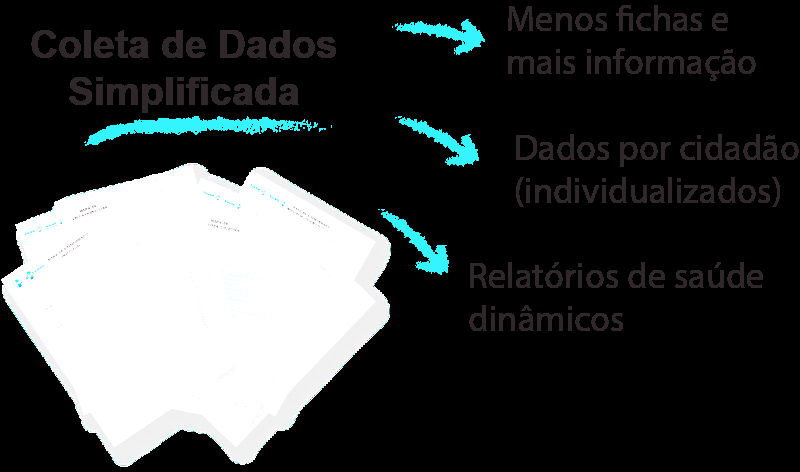 Coleta de Dados
Simplificada
Menos fichas e
mais informação
Dados por cidadão
(individualizados)
Relatórios de saúde
dinâmicos